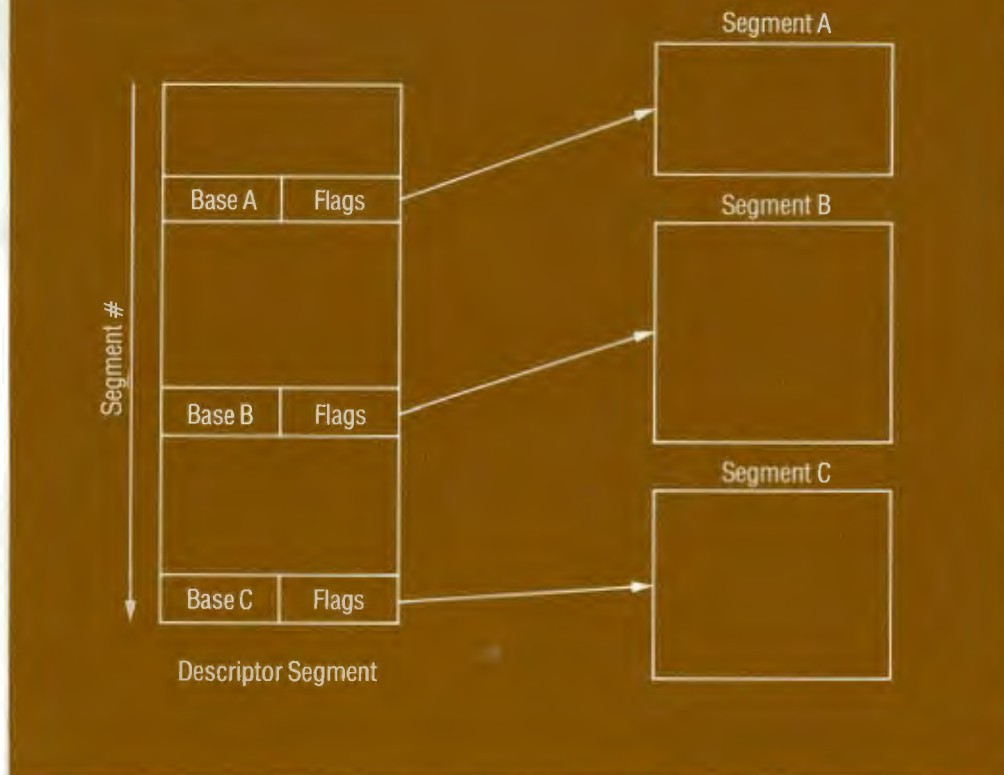 Segment A
Base A Flags
Segment B
Segment #
Base B Flags
Segment C
Base C Flags
Descriptor Segment